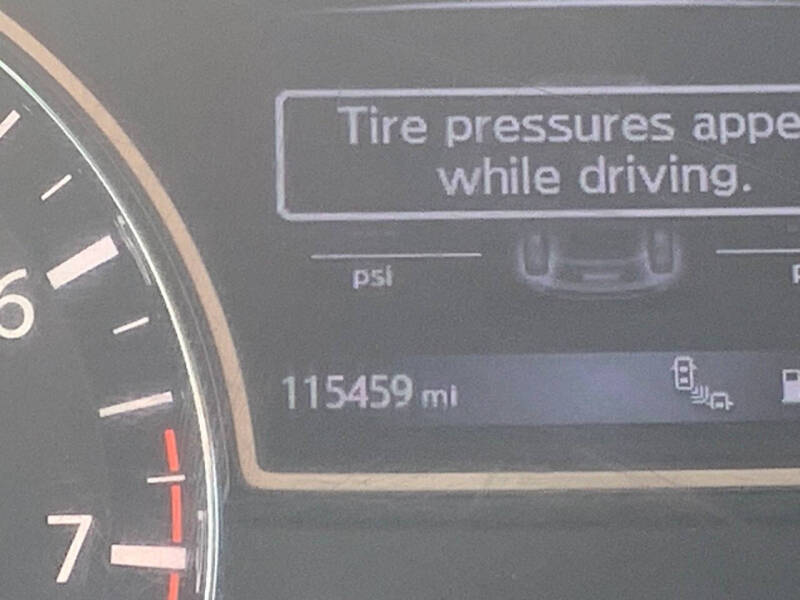 Tire pressures appe
while driving.
psi
6
115459 mi
7